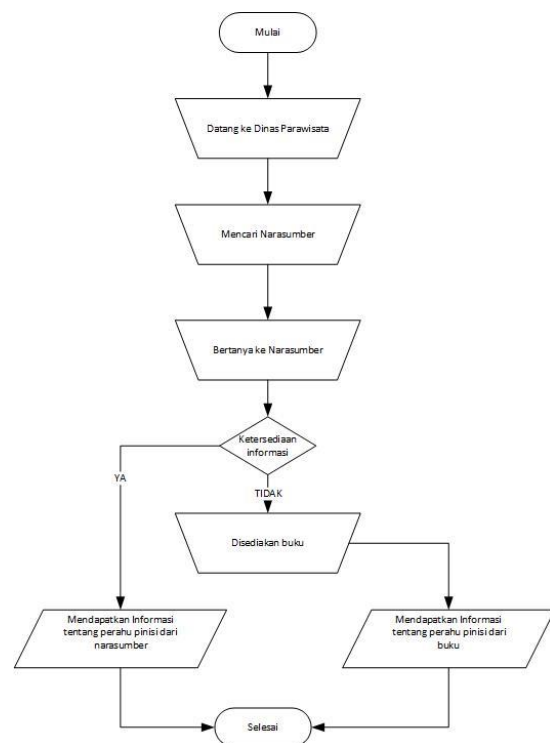 Mulai
Datang ke Dinas Parawisata
Mencari Narasumber
Bertanya ke Narasumber
Ketersediaan
informasi
YA
TIDAK
Disediakan buku
Mendapatkan Informasi
tentang perahu pinisi dari
narasumber
Mendapatkan Informasi
tentang perahu pinisi dari
buku
Selesai